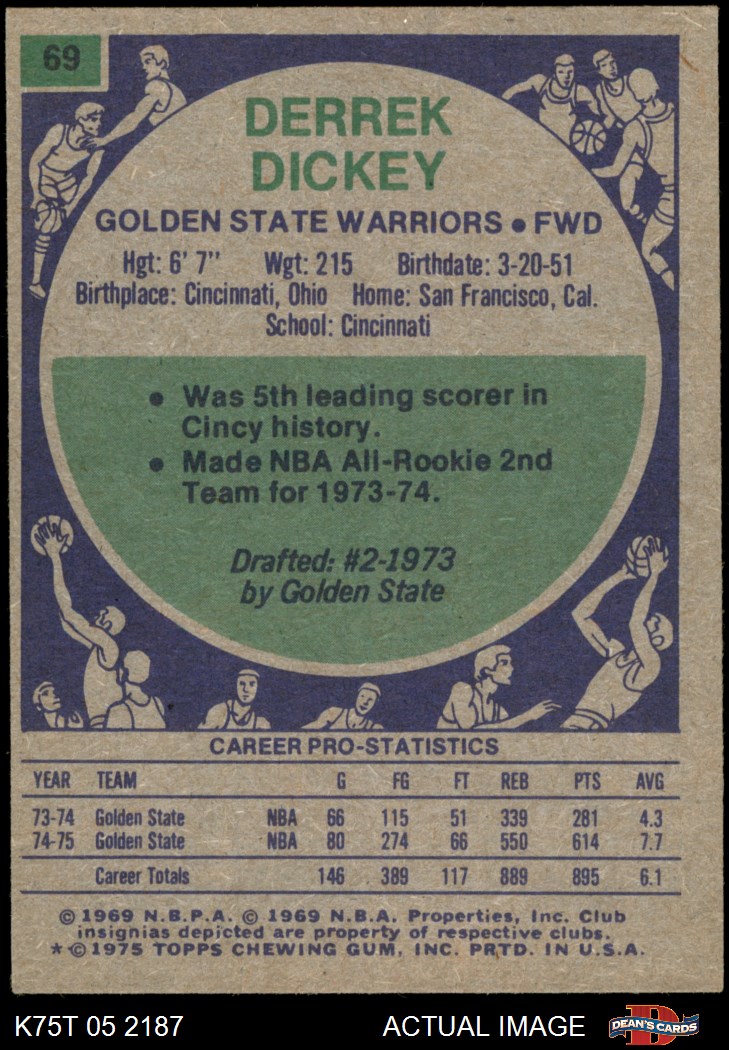 69
DERREK
DICKEY
GOLDEN STATE WARRIORS • FWD
Hgt: 6' 7" Wgt: 215 Birthdate: 3-20-51
Birthplace: Cincinnati, Ohio Home: San Francisco, Cal.
School: Cincinnati
• Was 5th leading scorer in
Cincy history.
• Made NBA All-Rookie 2nd
Team for 1973-74.
Drafted: #2-1973
by Golden State
CAREER PRO-STATISTICS
YEAR TEAM G FG FT REB PTS AVG
73-74 Golden State NBA 66 115 51 339 281 4.3
74-75 Golden State NBA 80 274 66 550 614 7.7
Career Totals 146 389 117 889 895 6.1
© 1969 N.B.P.A. © 1969 N.B.A. Properties, Inc. Club
insignias depicted are property of respective clubs.
* © 1975 TOPPS CHEWING GUM, INC. PRTD. IN U.S.A.
K75T 05 2187 ACTUAL IMAGE D DEAN'S CARDS